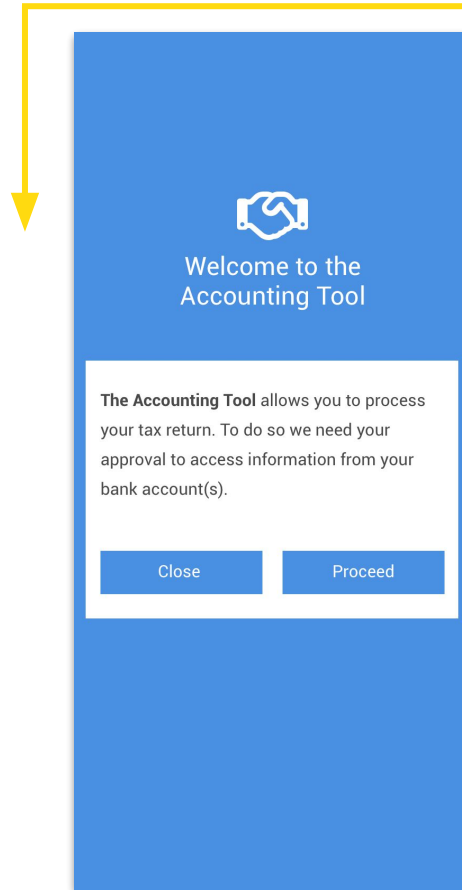 Welcome to the
Accounting Tool
The Accounting Tool allows you to process
your tax return. To do so we need your
approval to access information from your
bank account(s).
Close
Proceed